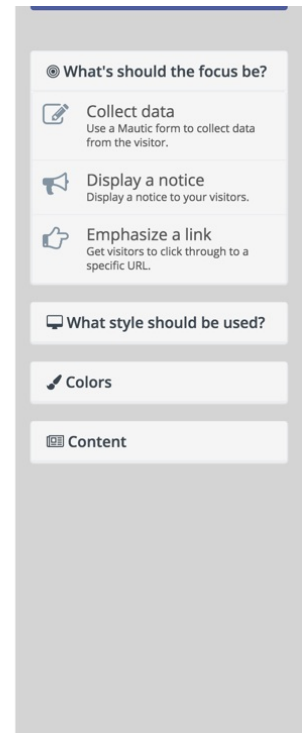 What's should the focus be?
Collect data
Use a Mautic form to collect data
from the visitor.
Display a notice
Display a notice to your visitors.
Emphasize a link
Get visitors to click through to a
specific URL.
What style should be used?
Colors
Content